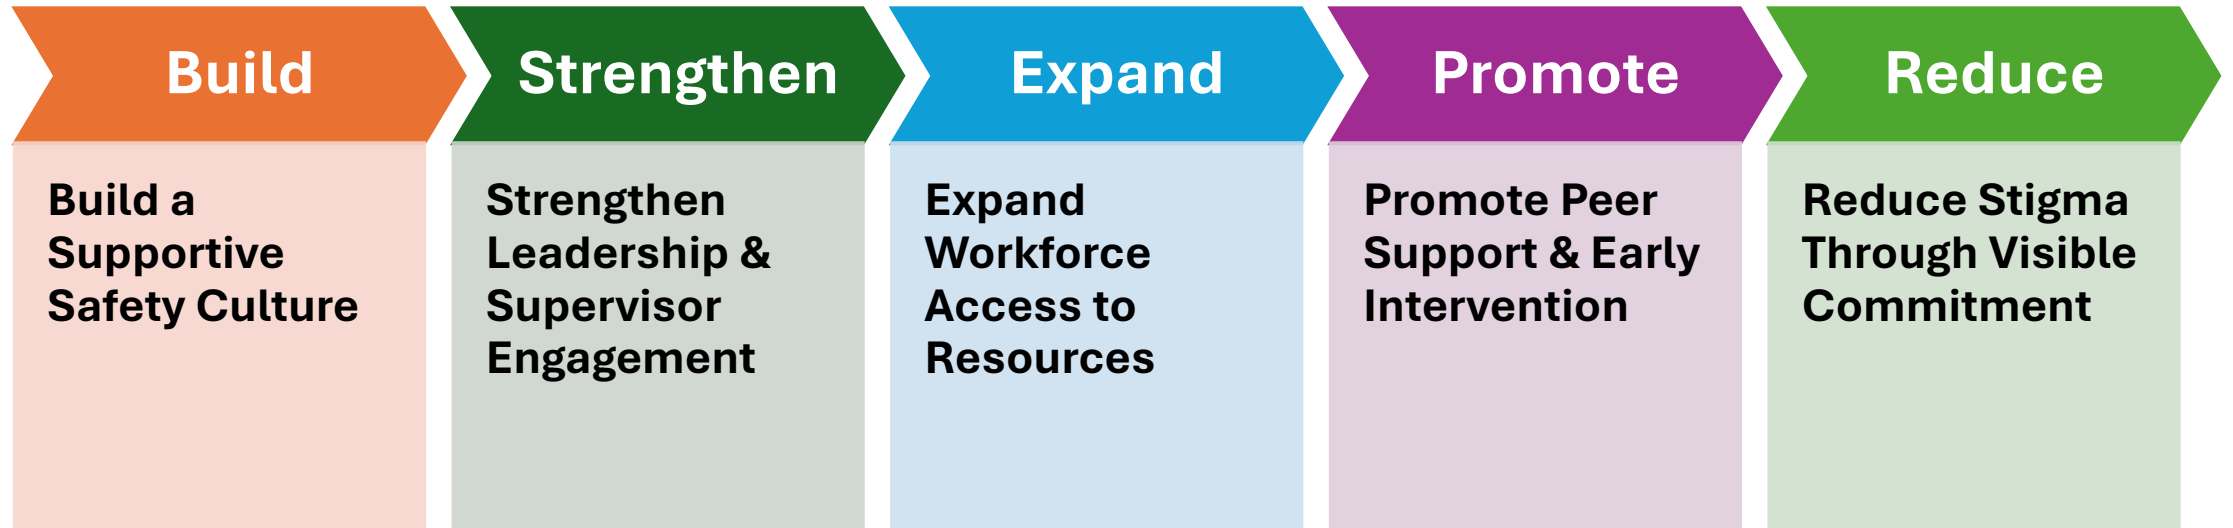 Build
Strengthen
Expand
Promote
Reduce
Build a
Supportive
Safety Culture
Strengthen
Leadership &
Supervisor
Engagement
Expand
Workforce
Access to
Resources
Promote Peer
Support & Early
Intervention
Reduce Stigma
Through Visible
Commitment